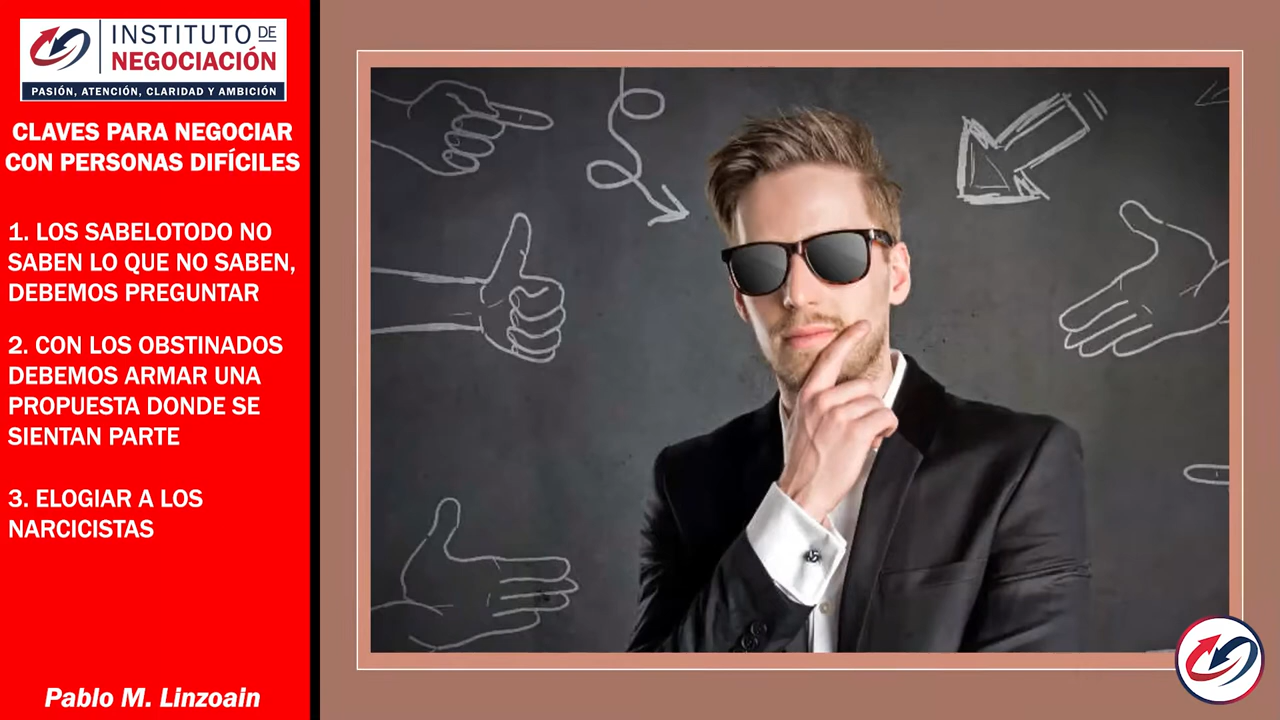 INSTITUTO DE
NEGOCIACIÓN
PASIÓN, ATENCIÓN, CLARIDAD Y AMBICIÓN
CLAVES PARA NEGOCIAR
CON PERSONAS DIFÍCILES
1. LOS SABELOTODO NO
SABEN LO QUE NO SABEN,
DEBEMOS PREGUNTAR
2. CON LOS OBSTINADOS
DEBEMOS ARMAR UNA
PROPUESTA DONDE SE
SIENTAN PARTE
3. ELOGIAR A LOS
NARCICISTAS
Pablo M. Linzoain